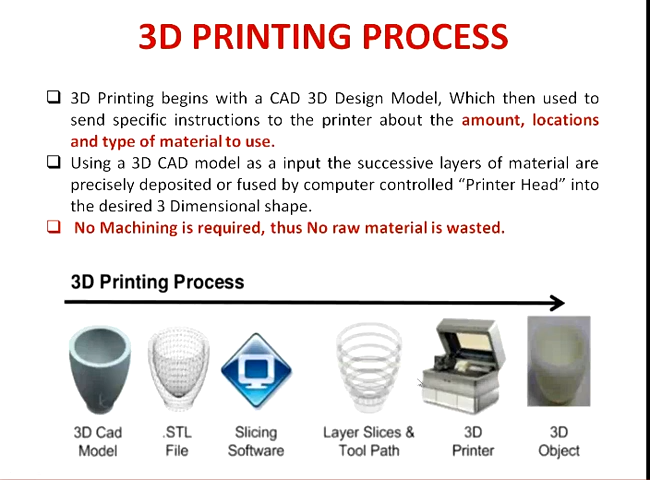 3D PRINTING PROCESS
❑ 3D Printing begins with a CAD 3D Design Model, Which then used to
send specific instructions to the printer about the amount, locations
and type of material to use.
❑ Using a 3D CAD model as a input the successive layers of material are
precisely deposited or fused by computer controlled “Printer Head” into
the desired 3 Dimensional shape.
❑ No Machining is required, thus No raw material is wasted.
3D Printing Process
3D Cad
Model
.STL
File
Slicing
Software
Layer Slices &
Tool Path
3D
Printer
3D
Object